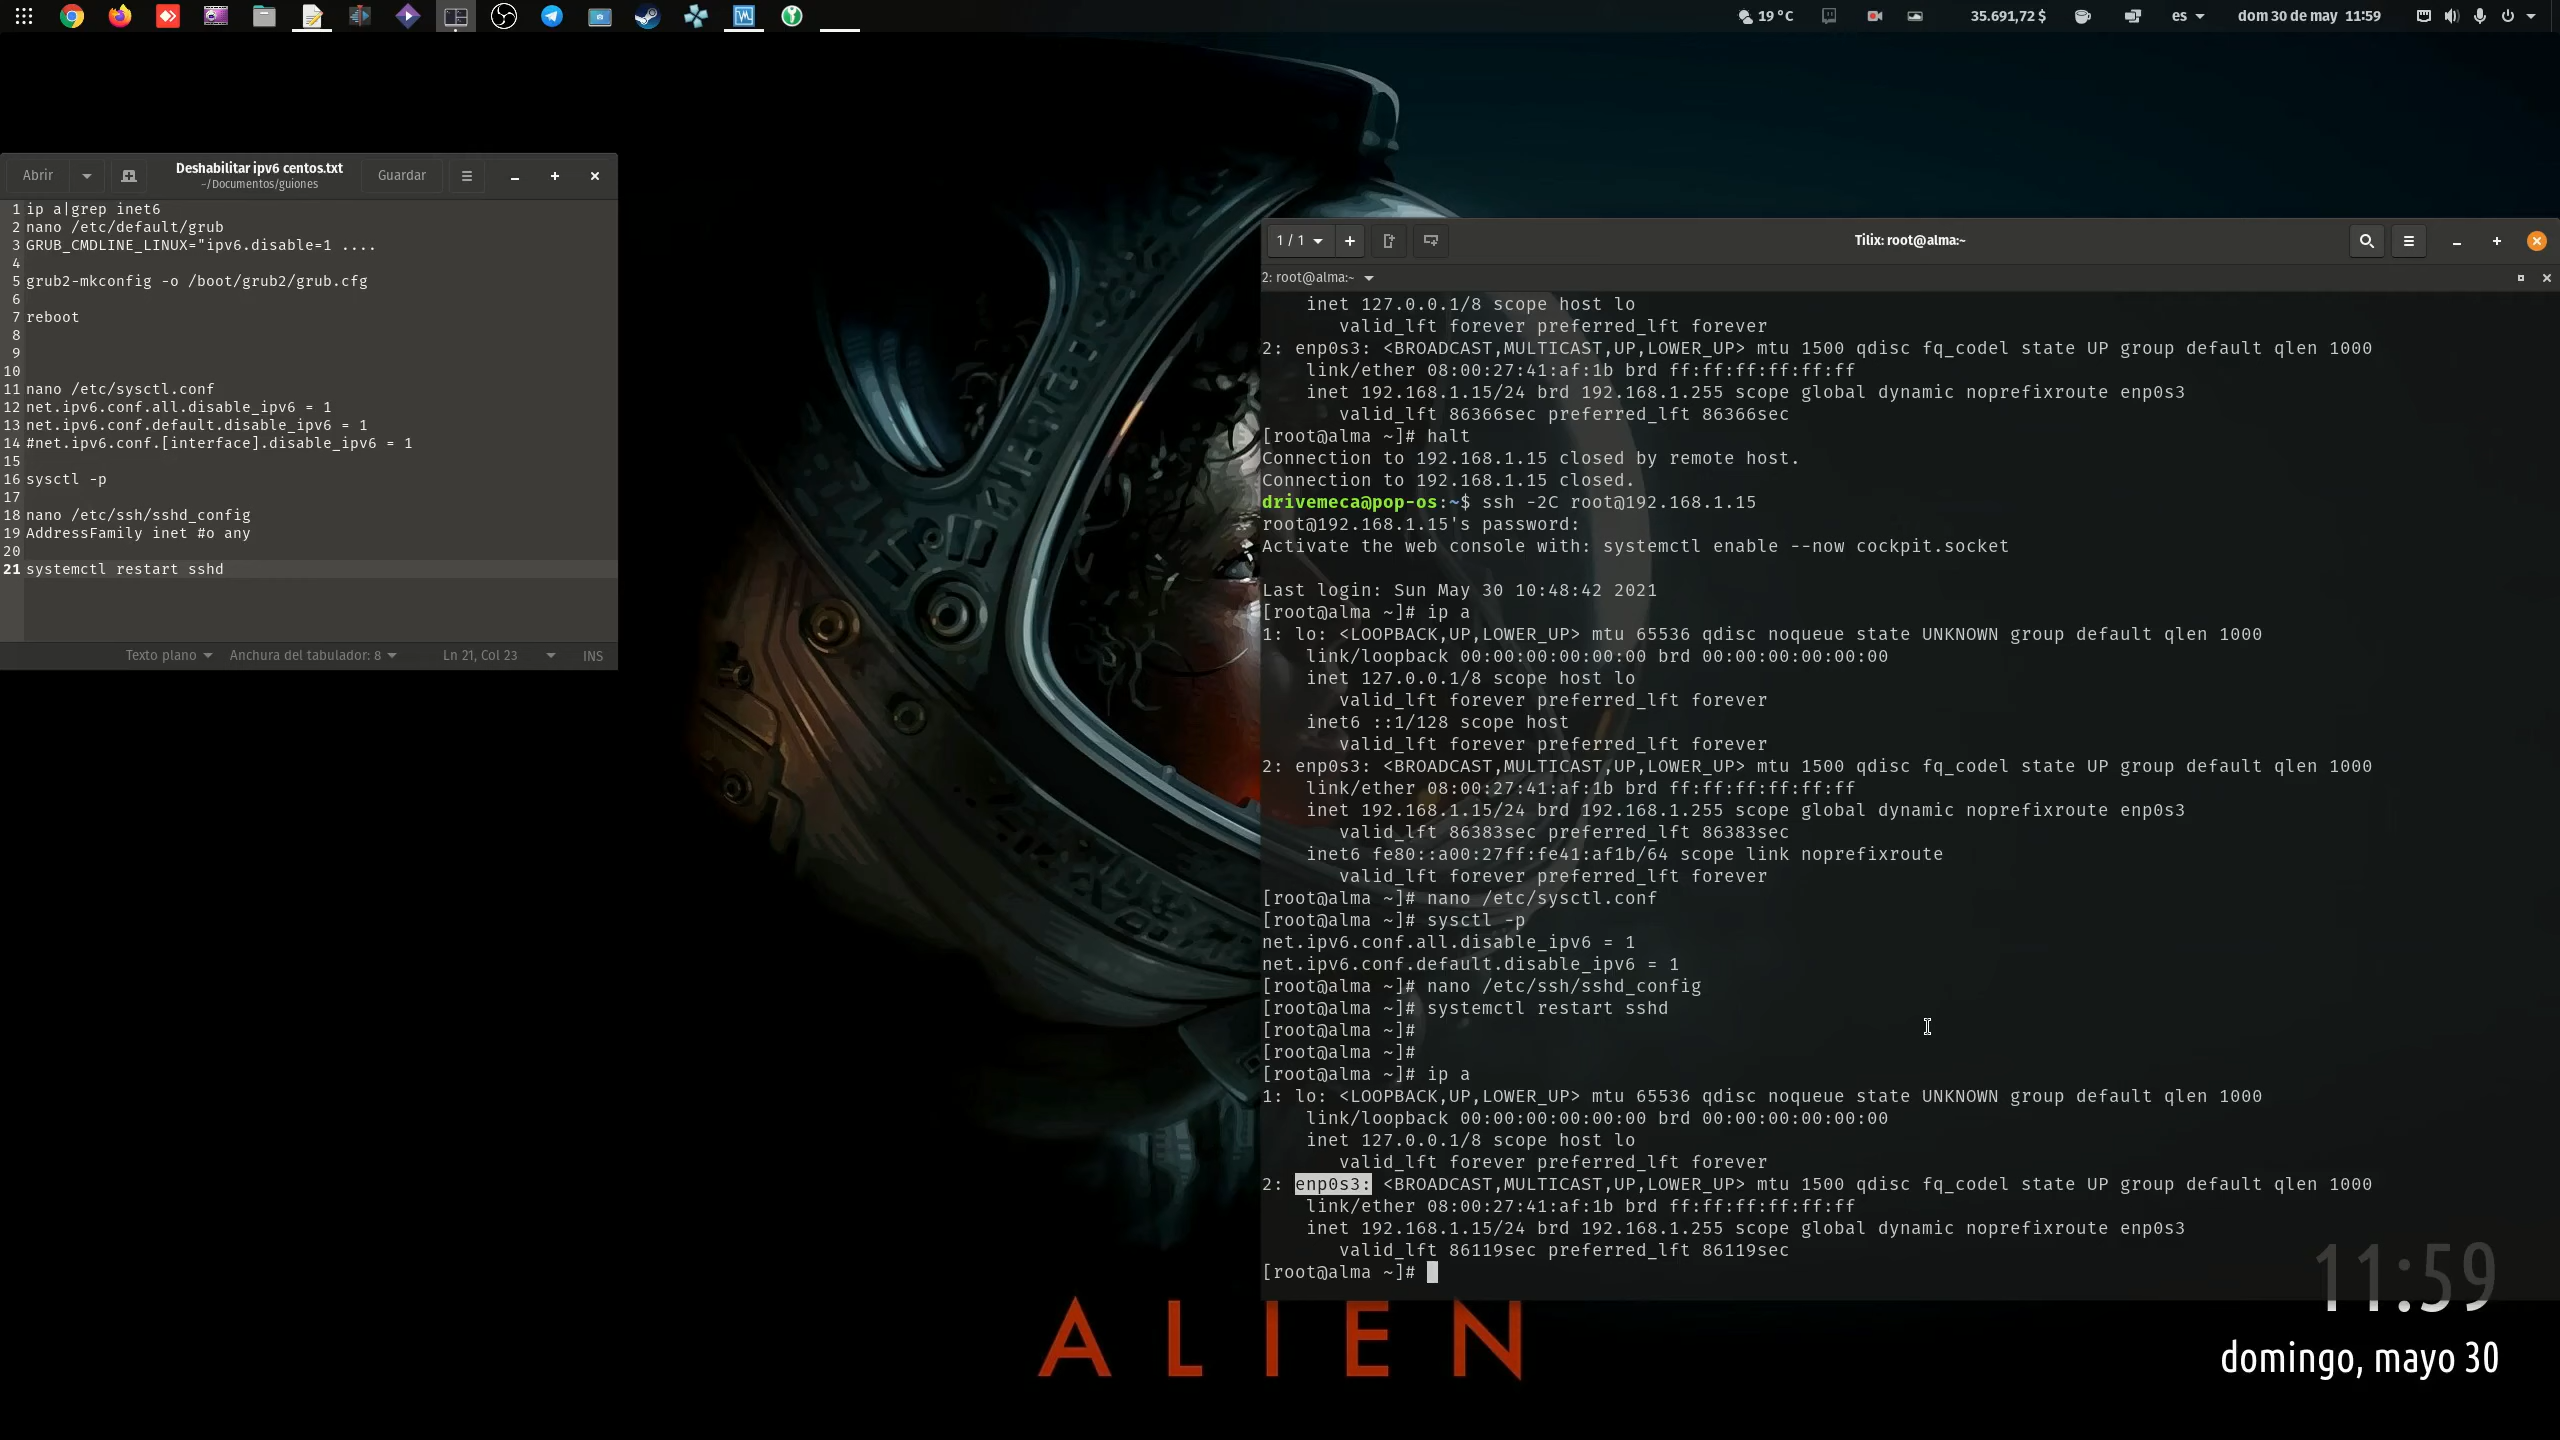 19 °C
35.691,72 $
es
dom 30 de may 11:59
Abrir
Deshabilitar ipv6 centos.txt
~/Documentos/guiones
Guardar
1 ip a|grep inet6
2 nano /etc/default/grub
3 GRUB_CMDLINE_LINUX="ipv6.disable=1 ....
4
5 grub2-mkconfig -o /boot/grub2/grub.cfg
6
7 reboot
8
9
10
11 nano /etc/sysctl.conf
12 net.ipv6.conf.all.disable_ipv6 = 1
13 net.ipv6.conf.default.disable_ipv6 = 1
14 #net.ipv6.conf.[interface].disable_ipv6 = 1
15
16 sysctl -p
17
18 nano /etc/ssh/sshd_config
19 AddressFamily inet #o any
20
21 systemctl restart sshd
Texto plano Anchura del tabulador: 8 Ln 21, Col 23 INS
1 / 1
Tilix: root@alma:~
2: root@alma:~
inet 127.0.0.1/8 scope host lo
valid_lft forever preferred_lft forever
2: enp0s3: <BROADCAST,MULTICAST,UP,LOWER_UP> mtu 1500 qdisc fq_codel state UP group default qlen 1000
link/ether 08:00:27:41:af:1b brd ff:ff:ff:ff:ff:ff
inet 192.168.1.15/24 brd 192.168.1.255 scope global dynamic noprefixroute enp0s3
valid_lft 86366sec preferred_lft 86366sec
[root@alma ~]# halt
Connection to 192.168.1.15 closed by remote host.
Connection to 192.168.1.15 closed.
drivemeca@pop-os:~$ ssh -2C root@192.168.1.15
root@192.168.1.15's password:
Activate the web console with: systemctl enable --now cockpit.socket
Last login: Sun May 30 10:48:42 2021
[root@alma ~]# ip a
1: lo: <LOOPBACK,UP,LOWER_UP> mtu 65536 qdisc noqueue state UNKNOWN group default qlen 1000
link/loopback 00:00:00:00:00:00 brd 00:00:00:00:00:00
inet 127.0.0.1/8 scope host lo
valid_lft forever preferred_lft forever
inet6 ::1/128 scope host
valid_lft forever preferred_lft forever
2: enp0s3: <BROADCAST,MULTICAST,UP,LOWER_UP> mtu 1500 qdisc fq_codel state UP group default qlen 1000
link/ether 08:00:27:41:af:1b brd ff:ff:ff:ff:ff:ff
inet 192.168.1.15/24 brd 192.168.1.255 scope global dynamic noprefixroute enp0s3
valid_lft 86383sec preferred_lft 86383sec
inet6 fe80::a00:27ff:fe41:af1b/64 scope link noprefixroute
valid_lft forever preferred_lft forever
[root@alma ~]# nano /etc/sysctl.conf
[root@alma ~]# sysctl -p
net.ipv6.conf.all.disable_ipv6 = 1
net.ipv6.conf.default.disable_ipv6 = 1
[root@alma ~]# nano /etc/ssh/sshd_config
[root@alma ~]# systemctl restart sshd
[root@alma ~]#
[root@alma ~]#
[root@alma ~]# ip a
1: lo: <LOOPBACK,UP,LOWER_UP> mtu 65536 qdisc noqueue state UNKNOWN group default qlen 1000
link/loopback 00:00:00:00:00:00 brd 00:00:00:00:00:00
inet 127.0.0.1/8 scope host lo
valid_lft forever preferred_lft forever
2: enp0s3: <BROADCAST,MULTICAST,UP,LOWER_UP> mtu 1500 qdisc fq_codel state UP group default qlen 1000
link/ether 08:00:27:41:af:1b brd ff:ff:ff:ff:ff:ff
inet 192.168.1.15/24 brd 192.168.1.255 scope global dynamic noprefixroute enp0s3
valid_lft 86119sec preferred_lft 86119sec
[root@alma ~]#
11:59
domingo, mayo 30
ALIEN